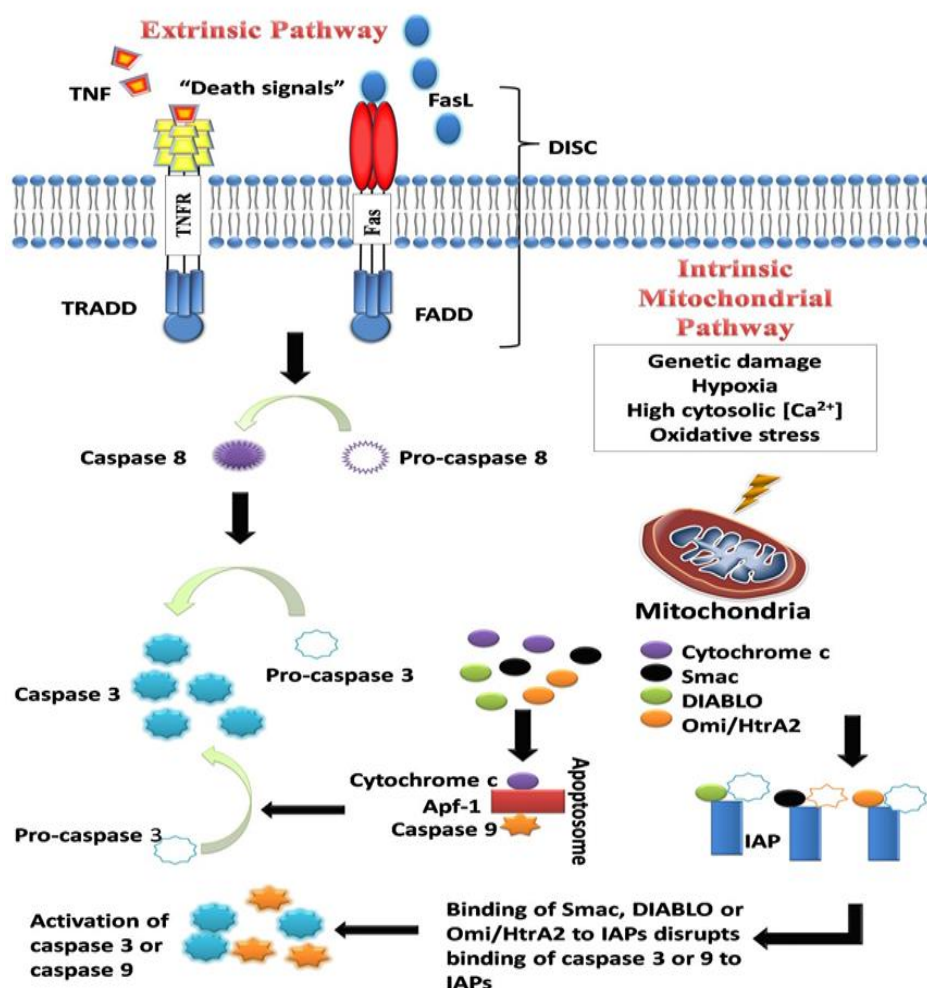 Extrinsic Pathway
TNF
“Death signals”
FasL
DISC
TNFR
Fas
TRADD
FADD
Intrinsic
Mitochondrial
Pathway
Genetic damage
Hypoxia
High cytosolic [Ca²⁺]
Oxidative stress
Caspase 8
Pro-caspase 8
Mitochondria
Cytochrome c
Smac
DIABLO
Omi/HtrA2
Pro-caspase 3
Caspase 3
Cytochrome c
Apf-1
Caspase 9
Apoptosome
Pro-caspase 3
IAP
Activation of
caspase 3 or
caspase 9
Binding of Smac, DIABLO or
Omi/HtrA2 to IAPs disrupts
binding of caspase 3 or 9 to
IAPs